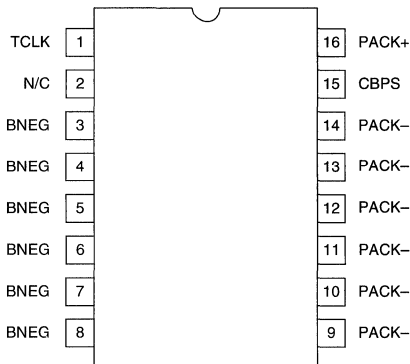 TCLK 1 16 PACK+
N/C 2 15 CBPS
BNEG 3 14 PACK–
BNEG 4 13 PACK–
BNEG 5 12 PACK–
BNEG 6 11 PACK–
BNEG 7 10 PACK–
BNEG 8 9 PACK–